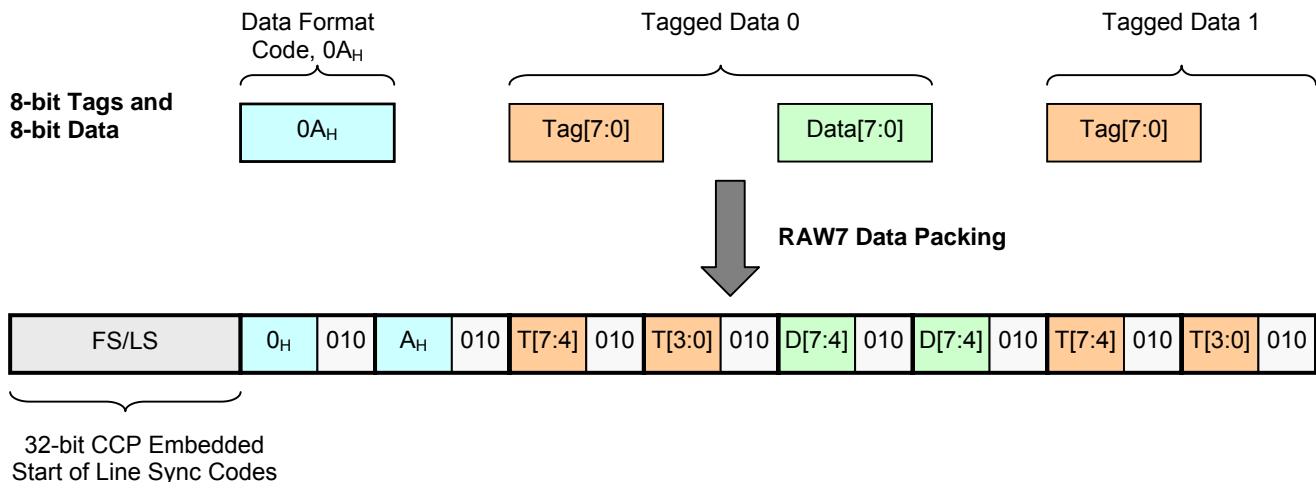 Data Format
Code, 0AH
Tagged Data 0
Tagged Data 1
8-bit Tags and
8-bit Data
0AH
Tag[7:0]
Data[7:0]
Tag[7:0]
RAW7 Data Packing
FS/LS
0H
010
AH
010
T[7:4]
010
T[3:0]
010
D[7:4]
010
D[7:4]
010
T[7:4]
010
T[3:0]
010
32-bit CCP Embedded
Start of Line Sync Codes